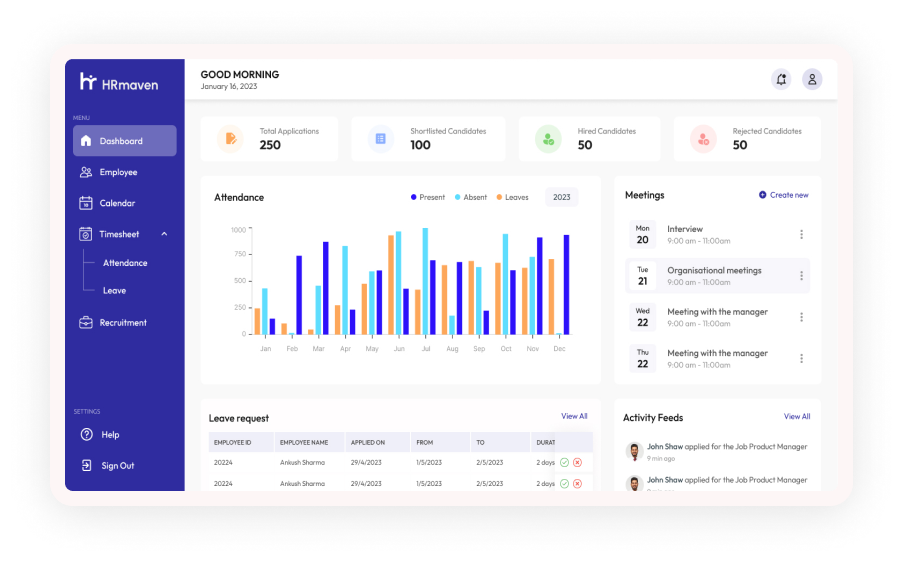 hr HRmaven
MENU
Dashboard
Employee
Calendar
Timesheet
Attendance
Leave
Recruitment
SETTINGS
Help
Sign Out
GOOD MORNING
January 16, 2023
Total Applications
250
Shortlisted Candidates
100
Hired Candidates
50
Rejected Candidates
50
Attendance
Present Absent Leaves 2023
1000
750
500
250
0
Jan Feb Mar Apr May Jun Jul Aug Sep Oct Nov Dec
Meetings
Create new
Mon
20
Interview
9:00 am - 11:00am
Tue
21
Organisational meetings
9:00 am - 11:00am
Wed
22
Meeting with the manager
9:00 am - 11:00am
Thu
22
Meeting with the manager
9:00 am - 11:00am
Leave request
View All
EMPLOYEE ID EMPLOYEE NAME APPLIED ON FROM TO DURAT
20224 Ankush Sharma 29/4/2023 1/5/2023 2/5/2023 2 days
20224 Ankush Sharma 29/4/2023 1/5/2023 2/5/2023 2 days
Activity Feeds
View All
John Shaw applied for the Job Product Manager
9 min ago
John Shaw applied for the Job Product Manager